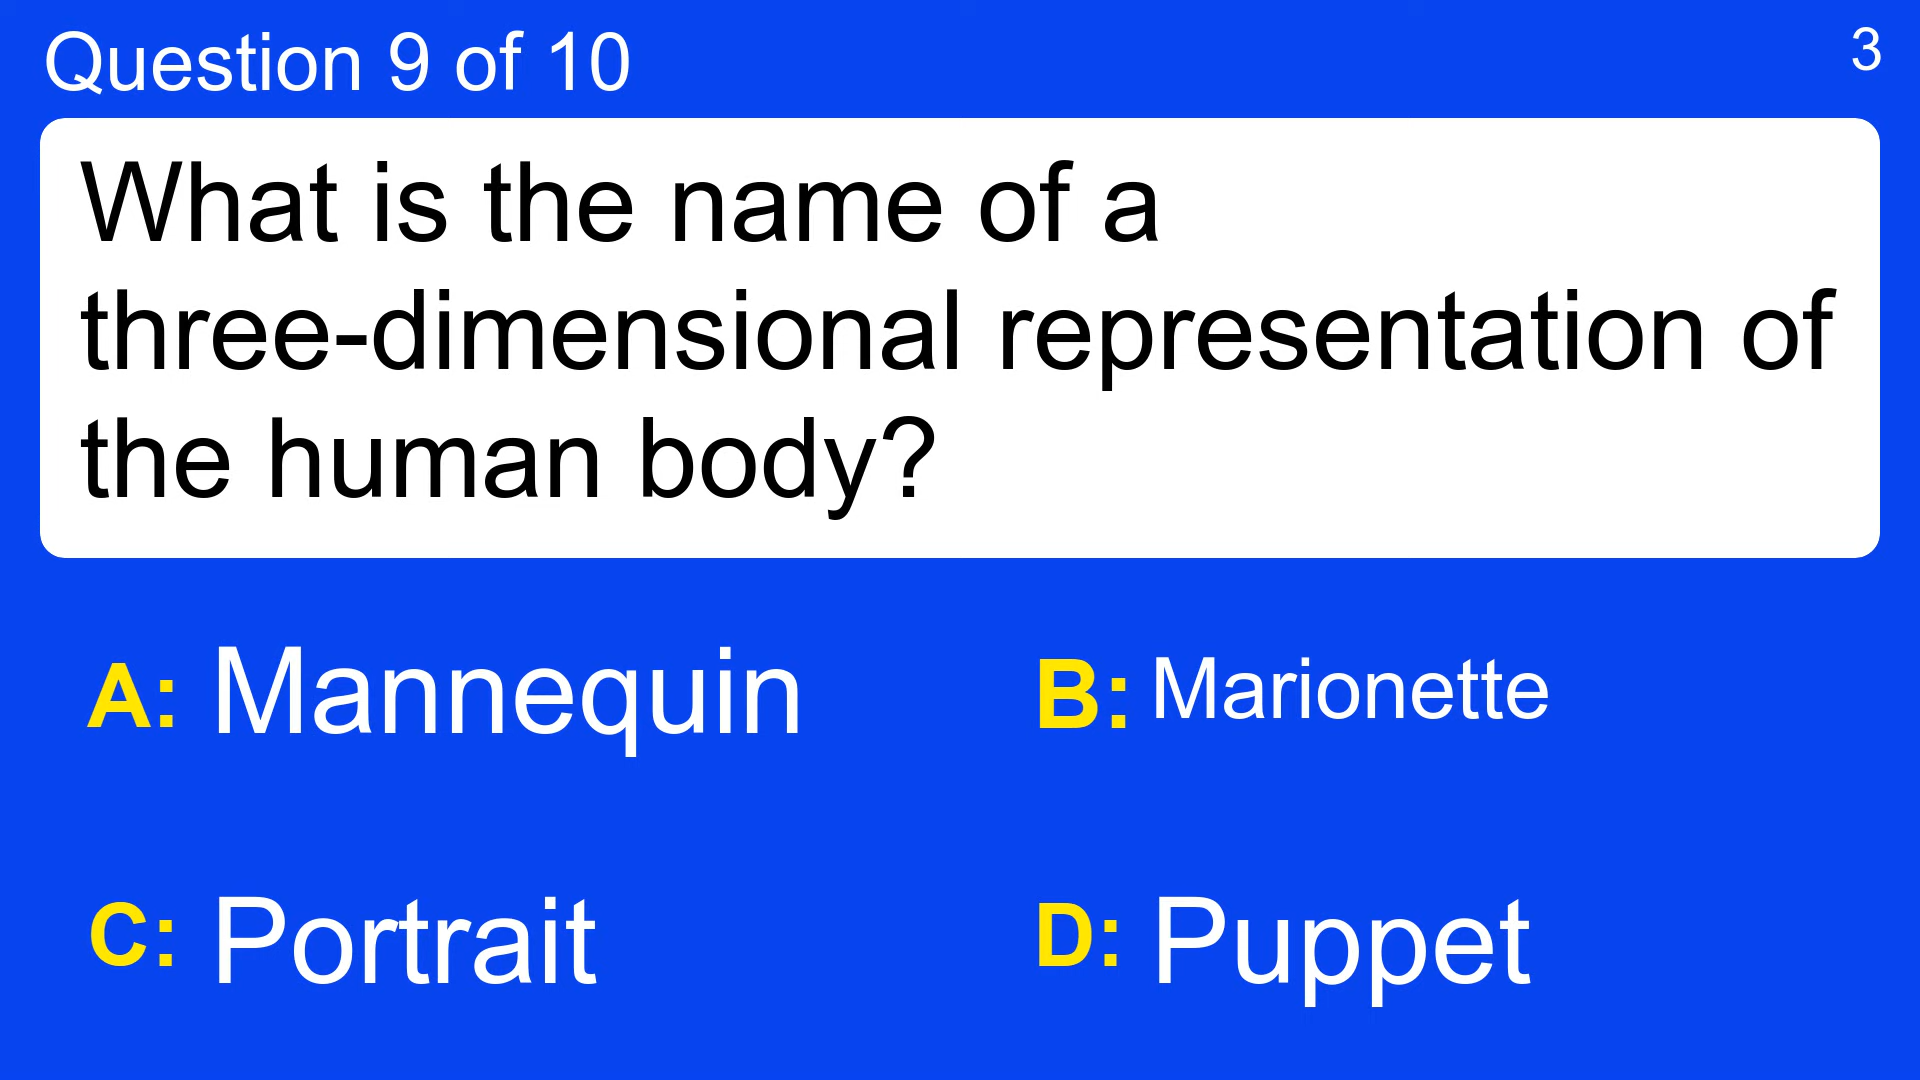 Question 9 of 10
3
What is the name of a
three-dimensional representation of
the human body?
A: Mannequin
B: Marionette
C: Portrait
D: Puppet